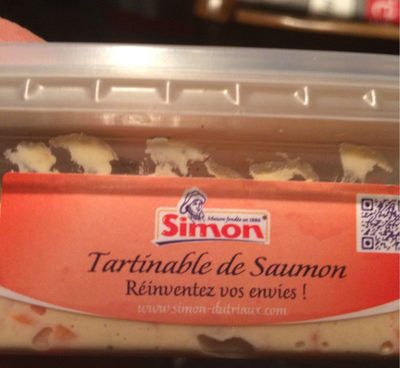 Maison fondée en 1886
Simon
Tartinable de Saumon
Réinventez vos envies !
www.simon-dutriaux.com